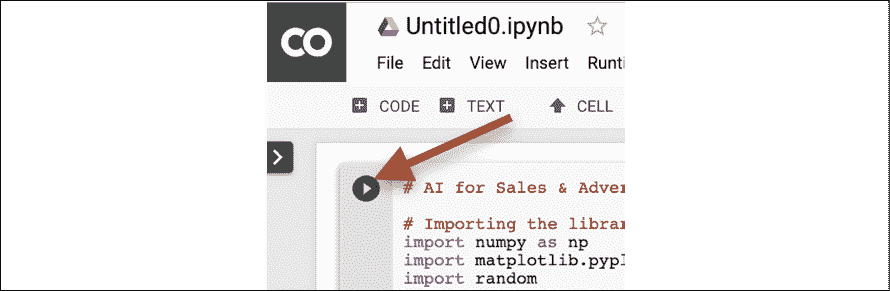 CO
Untitled0.ipynb
File Edit View Insert Runti
CODE TEXT CELL
# AI for Sales & Adver
# Importing the librar
import numpy as np
import matplotlib.pypl
import random